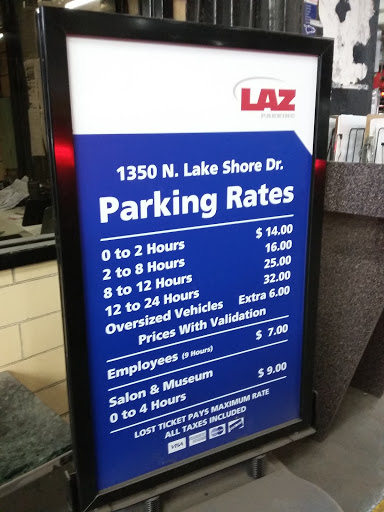 LAZ
PARKING
1350 N. Lake Shore Dr.
Parking Rates
0 to 2 Hours $ 14.00
2 to 8 Hours 16.00
8 to 12 Hours 25.00
12 to 24 Hours 32.00
Oversized Vehicles Extra 6.00
Prices With Validation
Employees (9 Hours) $ 7.00
Salon & Museum
0 to 4 Hours $ 9.00
LOST TICKET PAYS MAXIMUM RATE
ALL TAXES INCLUDED
VISA